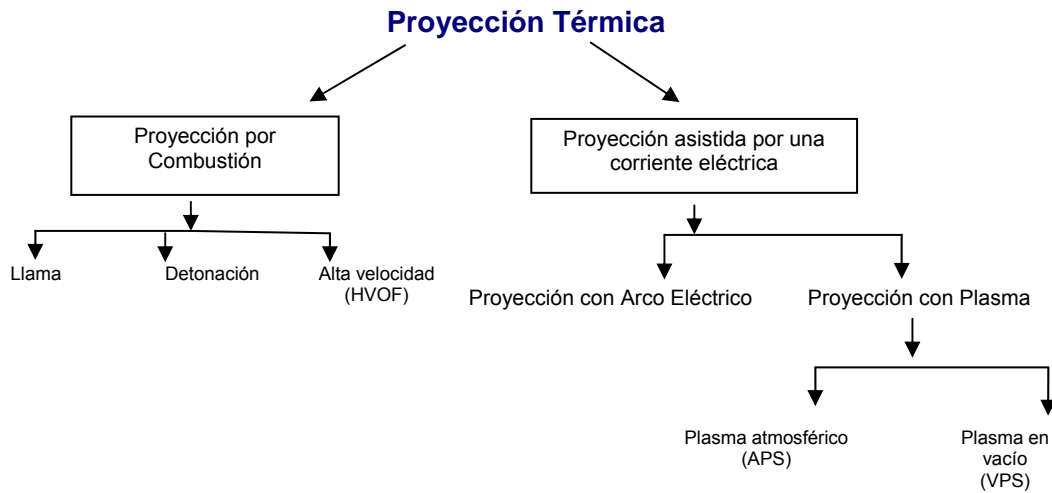 Proyección Térmica
Proyección por
Combustión
Proyección asistida por una
corriente eléctrica
Llama
Detonación
Alta velocidad
(HVOF)
Proyección con Arco Eléctrico
Proyección con Plasma
Plasma atmosférico
(APS)
Plasma en
vacío
(VPS)